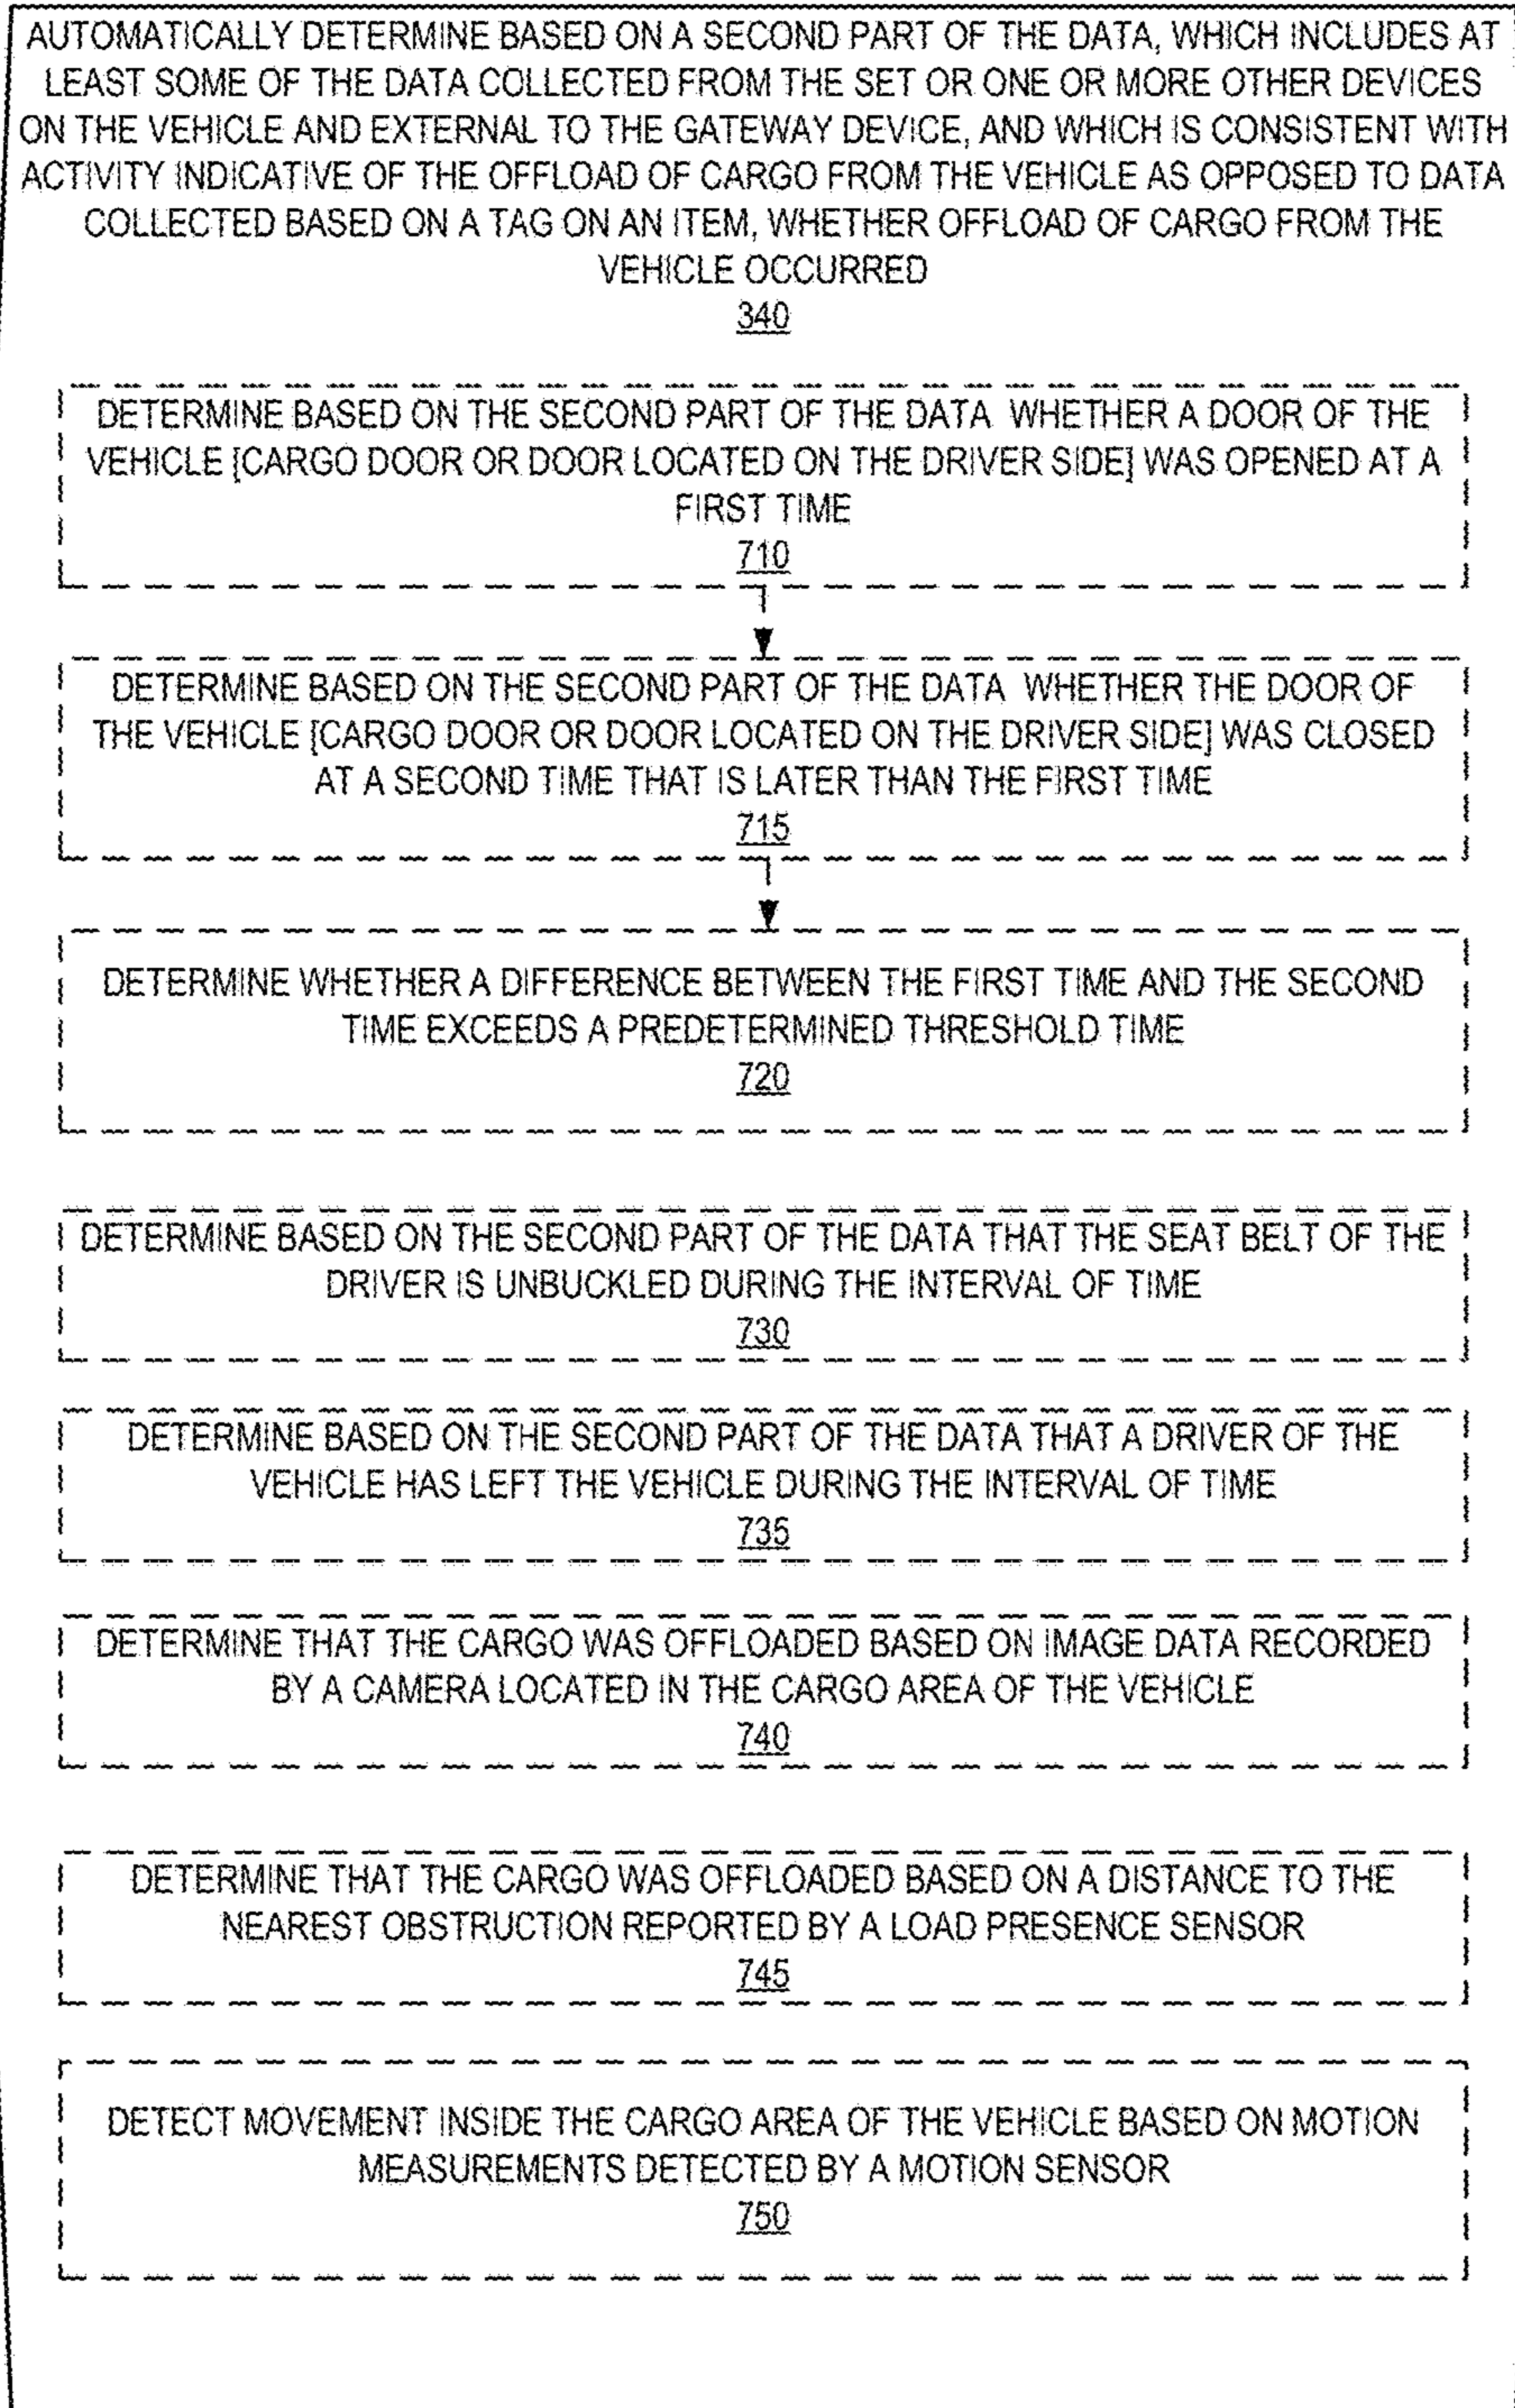 AUTOMATICALLY DETERMINE BASED ON A SECOND PART OF THE DATA, WHICH INCLUDES AT
LEAST SOME OF THE DATA COLLECTED FROM THE SET OR ONE OR MORE OTHER DEVICES
ON THE VEHICLE AND EXTERNAL TO THE GATEWAY DEVICE, AND WHICH IS CONSISTENT WITH
ACTIVITY INDICATIVE OF THE OFFLOAD OF CARGO FROM THE VEHICLE AS OPPOSED TO DATA
COLLECTED BASED ON A TAG ON AN ITEM, WHETHER OFFLOAD OF CARGO FROM THE
VEHICLE OCCURRED
340
DETERMINE BASED ON THE SECOND PART OF THE DATA WHETHER A DOOR OF THE
VEHICLE [CARGO DOOR OR DOOR LOCATED ON THE DRIVER SIDE] WAS OPENED AT A
FIRST TIME
710
DETERMINE BASED ON THE SECOND PART OF THE DATA WHETHER THE DOOR OF
THE VEHICLE [CARGO DOOR OR DOOR LOCATED ON THE DRIVER SIDE] WAS CLOSED
AT A SECOND TIME THAT IS LATER THAN THE FIRST TIME
715
DETERMINE WHETHER A DIFFERENCE BETWEEN THE FIRST TIME AND THE SECOND
TIME EXCEEDS A PREDETERMINED THRESHOLD TIME
720
DETERMINE BASED ON THE SECOND PART OF THE DATA THAT THE SEAT BELT OF THE
DRIVER IS UNBUCKLED DURING THE INTERVAL OF TIME
730
DETERMINE BASED ON THE SECOND PART OF THE DATA THAT A DRIVER OF THE
VEHICLE HAS LEFT THE VEHICLE DURING THE INTERVAL OF TIME
735
DETERMINE THAT THE CARGO WAS OFFLOADED BASED ON IMAGE DATA RECORDED
BY A CAMERA LOCATED IN THE CARGO AREA OF THE VEHICLE
740
DETERMINE THAT THE CARGO WAS OFFLOADED BASED ON A DISTANCE TO THE
NEAREST OBSTRUCTION REPORTED BY A LOAD PRESENCE SENSOR
745
DETECT MOVEMENT INSIDE THE CARGO AREA OF THE VEHICLE BASED ON MOTION
MEASUREMENTS DETECTED BY A MOTION SENSOR
750